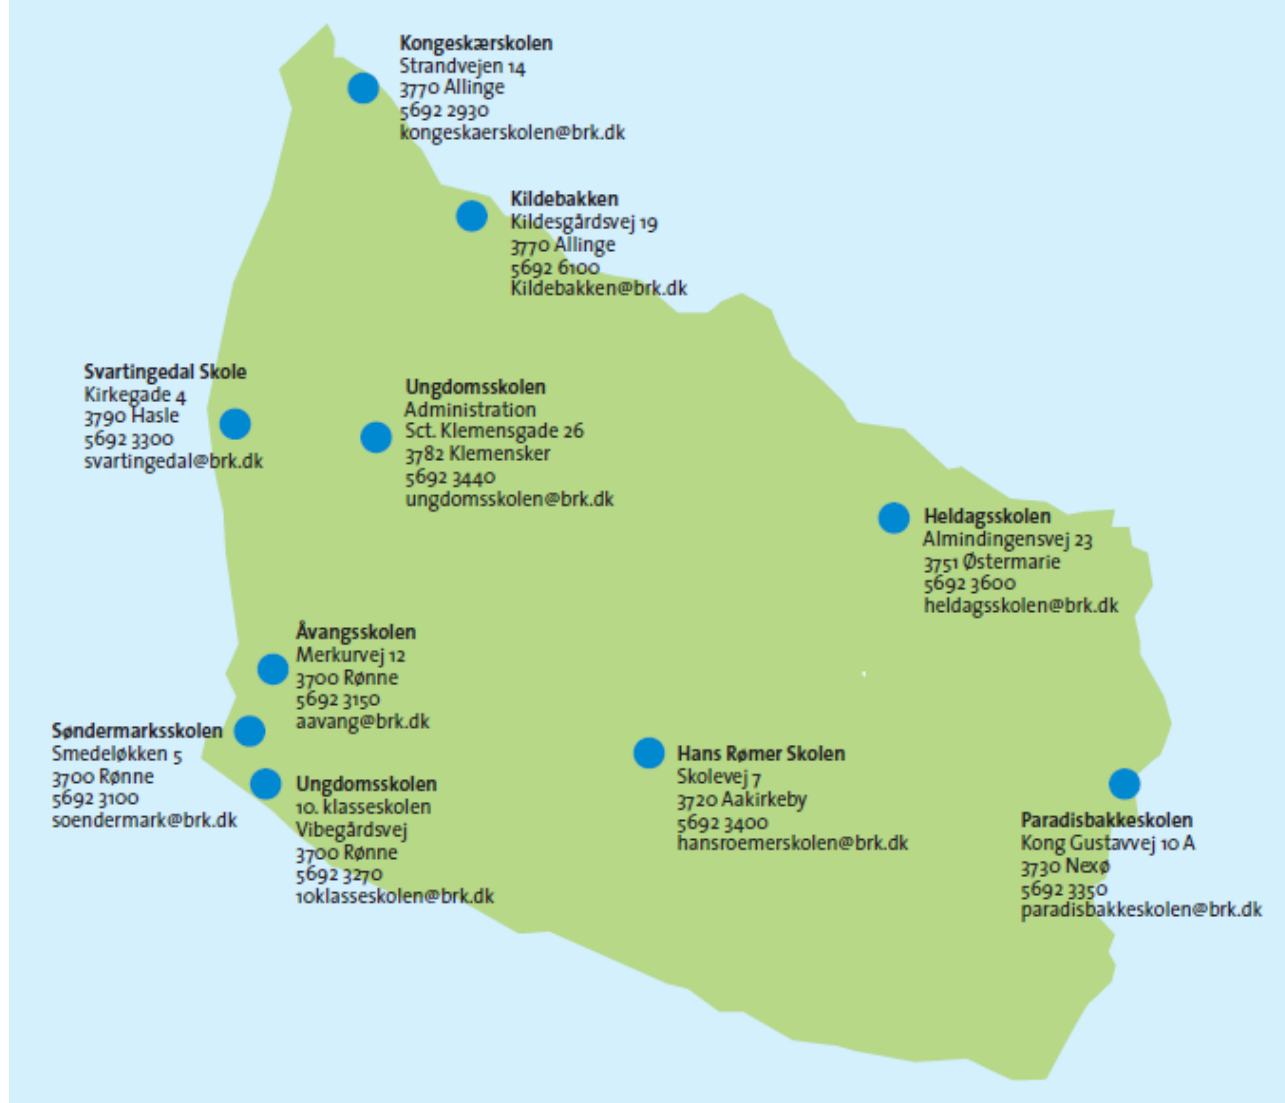 Kongeskærskolen
Strandvejen 14
3770 Allinge
5692 2930
kongeskaerskolen@brk.dk
Kildebakken
Kildesgårdsvej 19
3770 Allinge
5692 6100
Kildebakken@brk.dk
Svartingedal Skole
Kirkegade 4
3790 Hasle
5692 3300
svartingedal@brk.dk
Ungdomsskolen
Administration
Sct. Klemensgade 26
3782 Klemensker
5692 3440
ungdomsskolen@brk.dk
Heldagsskolen
Almindingensvej 23
3751 Østermarie
5692 3600
heldagsskolen@brk.dk
Åvangsskolen
Merkurvej 12
3700 Rønne
5692 3150
aavang@brk.dk
Søndermarksskolen
Smedeløkken 5
3700 Rønne
5692 3100
soendermark@brk.dk
Ungdomsskolen
10. klasseskolen
Vibegårdsvej
3700 Rønne
5692 3270
10klasseskolen@brk.dk
Hans Rømer Skolen
Skolevej 7
3720 Aakirkeby
5692 3400
hansroemerskolen@brk.dk
Paradisbakkeskolen
Kong Gustavvej 10 A
3730 Nexø
5692 3350
paradisbakkeskolen@brk.dk